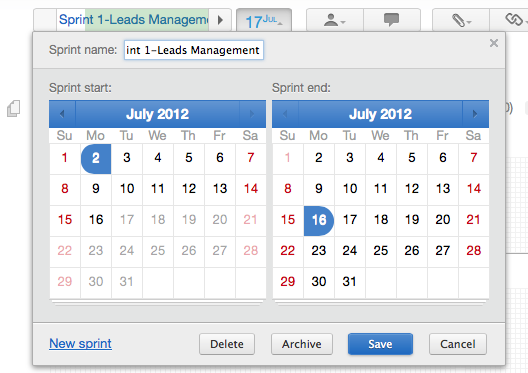 Sprint 1-Leads Managem
17 JUL
0)
Sprint name: int 1-Leads Management
Sprint start:
July 2012
Su Mo Tu We Th Fr Sa
1 2 3 4 5 6 7
8 9 10 11 12 13 14
15 16 17 18 19 20 21
22 23 24 25 26 27 28
29 30 31
Sprint end:
July 2012
Su Mo Tu We Th Fr Sa
1 2 3 4 5 6 7
8 9 10 11 12 13 14
15 16 17 18 19 20 21
22 23 24 25 26 27 28
29 30 31
New sprint
Delete
Archive
Save
Cancel